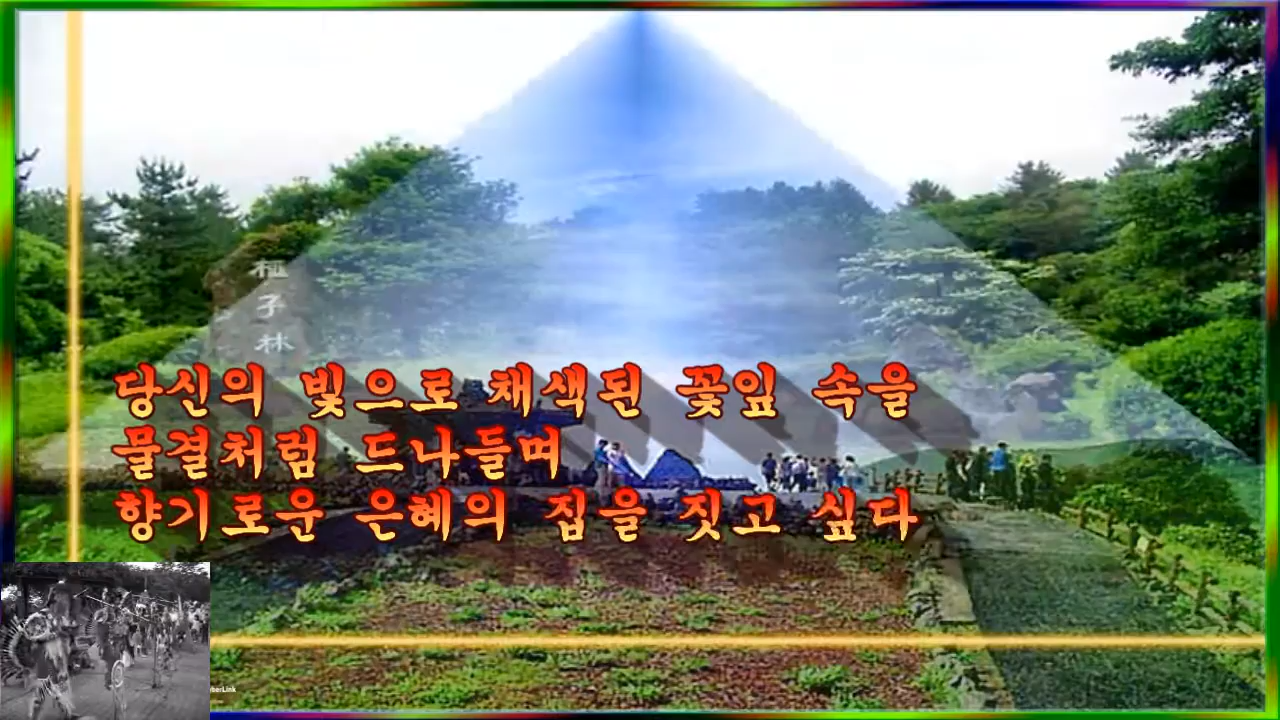 당신의 빛으로 채색된 꽃잎 속을
물결처럼 드나들며
향기로운 은혜의 집을 짓고 싶다
子
林
berLink